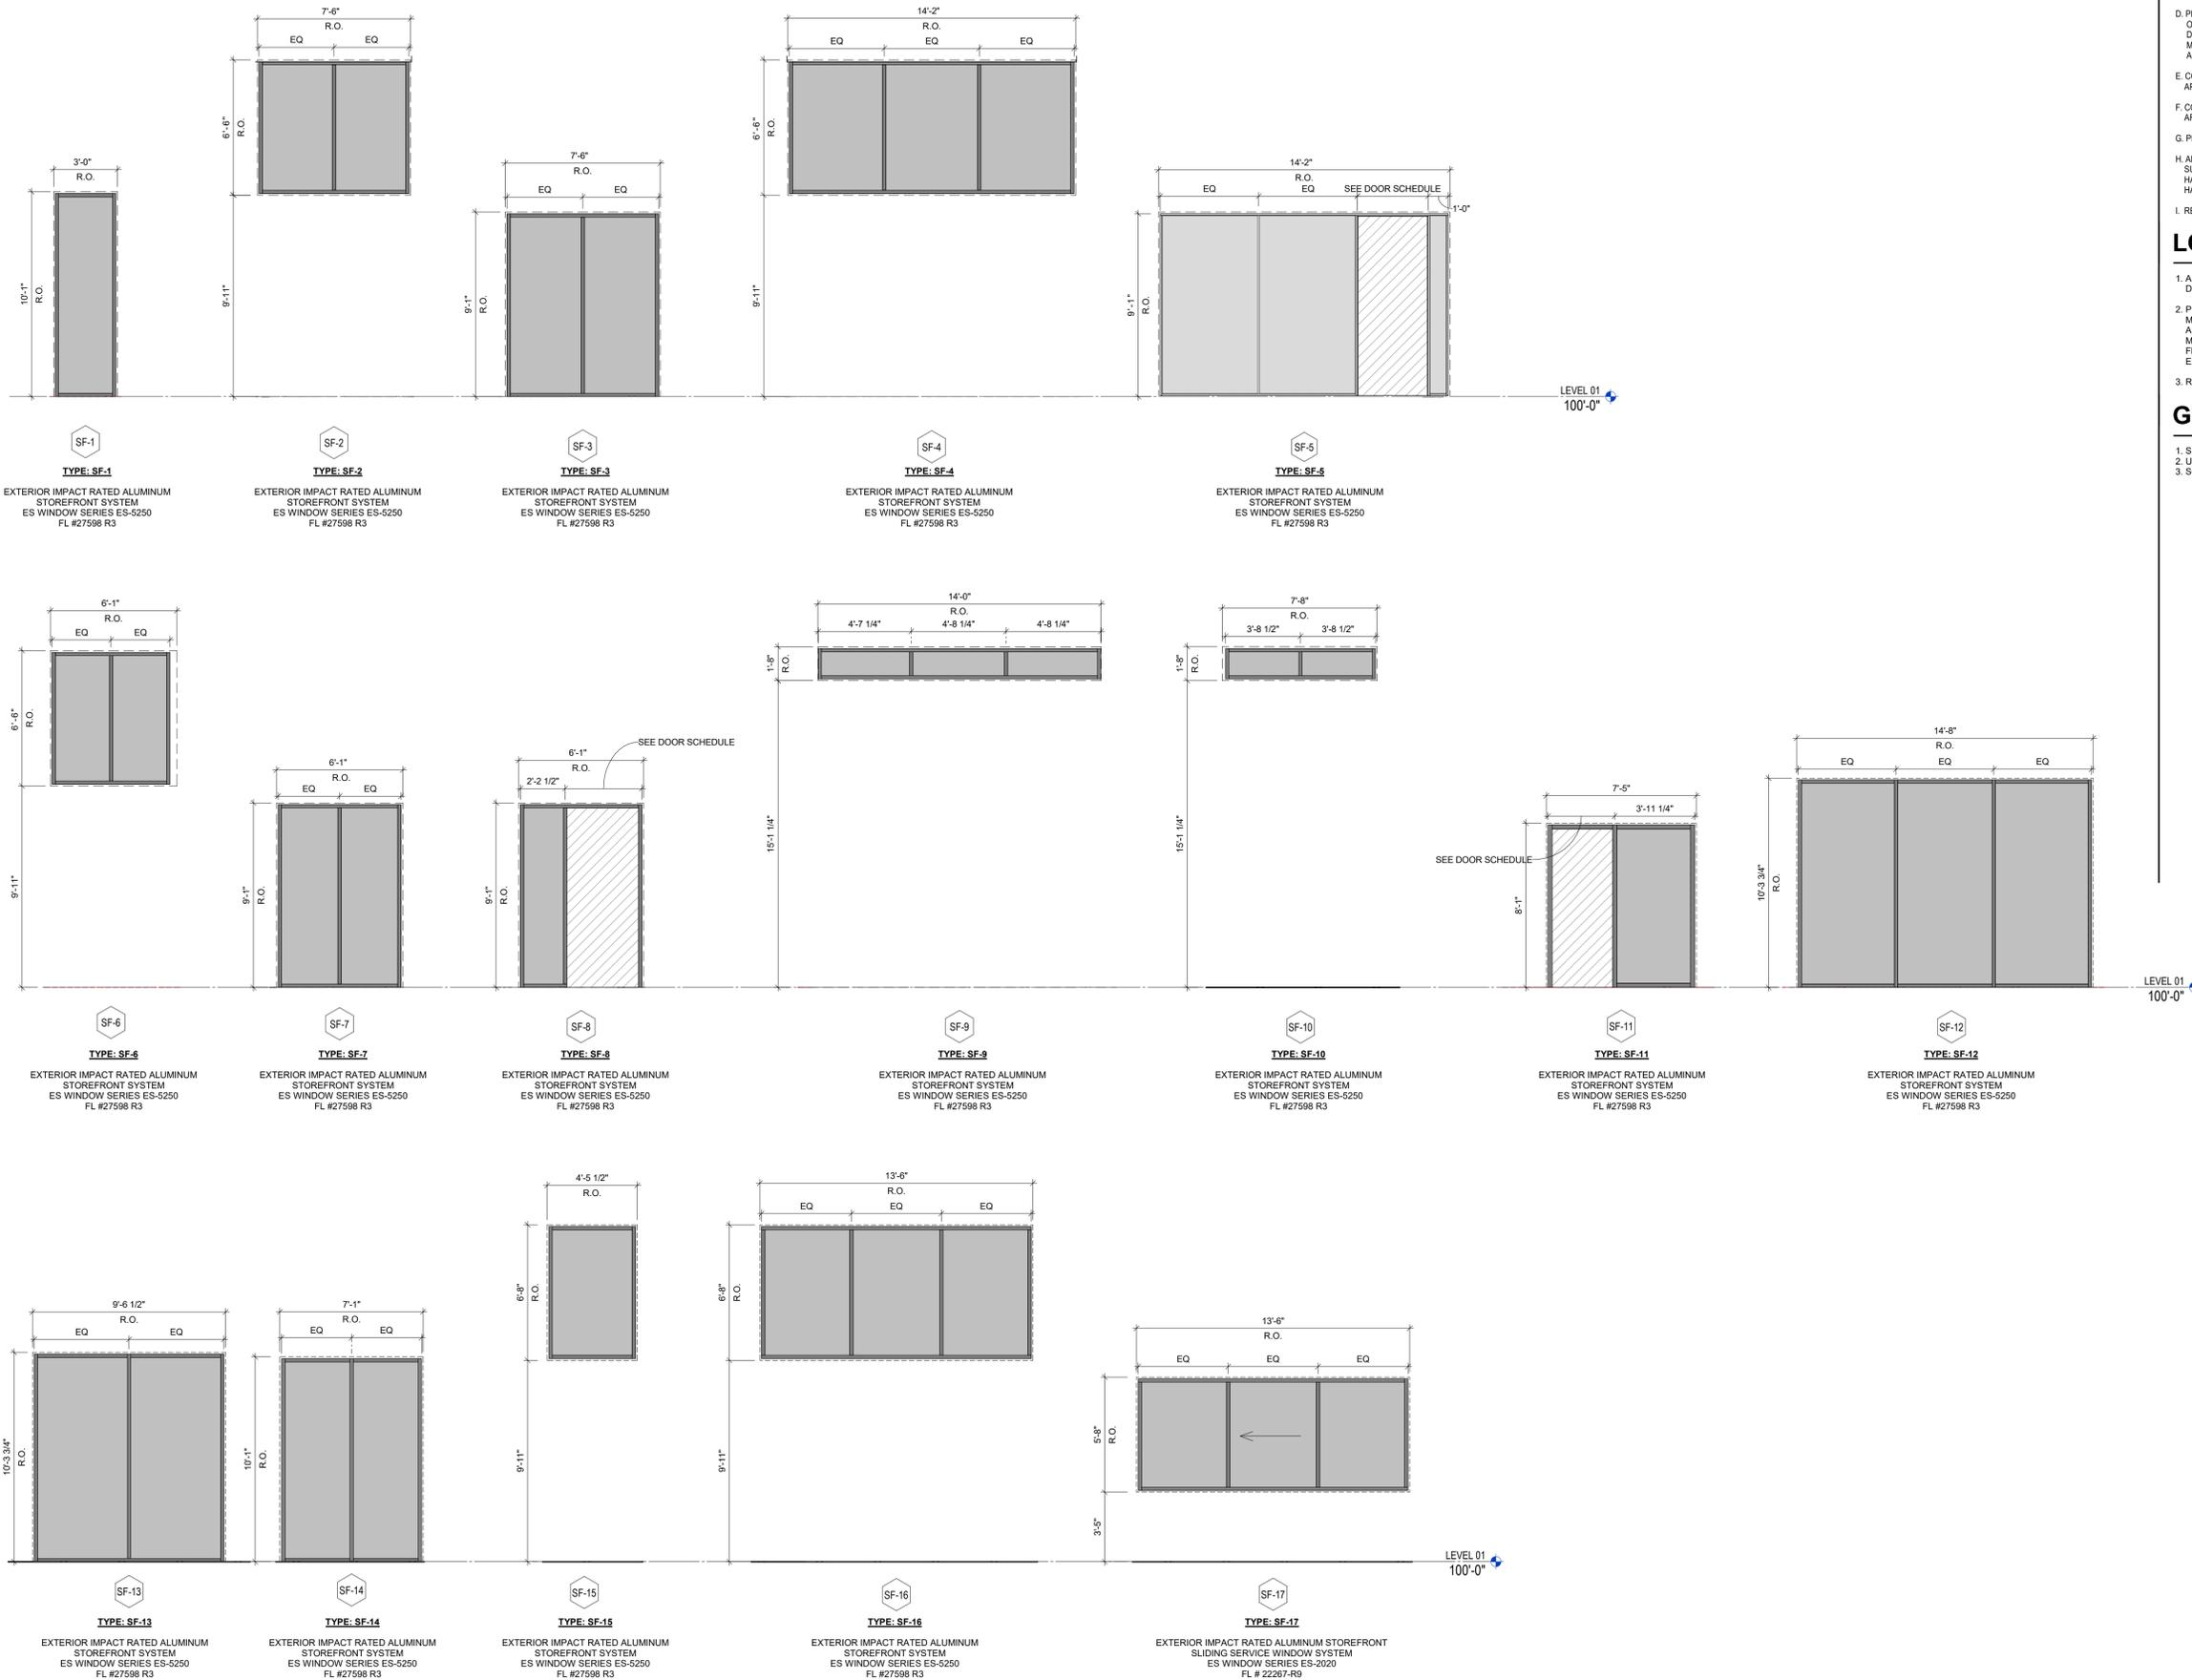 7'-6"
R.O.
EQ EQ
6'-6"
R.O.
9'-11"
14'-2"
R.O.
EQ EQ EQ
6'-6"
R.O.
9'-11"
3'-0"
R.O.
10'-1"
R.O.
7'-6"
R.O.
EQ EQ
9'-1"
R.O.
14'-2"
R.O.
EQ EQ SEE DOOR SCHEDULE
1'-0"
9'-1"
R.O.
LEVEL 01
100'-0"
SF-1
TYPE: SF-1
EXTERIOR IMPACT RATED ALUMINUM
STOREFRONT SYSTEM
ES WINDOW SERIES ES-5250
FL #27598 R3
SF-2
TYPE: SF-2
EXTERIOR IMPACT RATED ALUMINUM
STOREFRONT SYSTEM
ES WINDOW SERIES ES-5250
FL #27598 R3
SF-3
TYPE: SF-3
EXTERIOR IMPACT RATED ALUMINUM
STOREFRONT SYSTEM
ES WINDOW SERIES ES-5250
FL #27598 R3
SF-4
TYPE: SF-4
EXTERIOR IMPACT RATED ALUMINUM
STOREFRONT SYSTEM
ES WINDOW SERIES ES-5250
FL #27598 R3
SF-5
TYPE: SF-5
EXTERIOR IMPACT RATED ALUMINUM
STOREFRONT SYSTEM
ES WINDOW SERIES ES-5250
FL #27598 R3
6'-1"
R.O.
EQ EQ
6'-6"
R.O.
9'-11"
6'-1"
R.O.
EQ EQ
9'-1"
R.O.
6'-1"
R.O.
2'-2 1/2"
SEE DOOR SCHEDULE
9'-1"
R.O.
14'-0"
R.O.
4'-7 1/4" 4'-8 1/4" 4'-8 1/4"
1'-8"
R.O.
15'-1 1/4"
7'-8"
R.O.
3'-8 1/2" 3'-8 1/2"
1'-8"
R.O.
15'-1 1/4"
7'-5"
3'-11 1/4"
SEE DOOR SCHEDULE
8'-1"
14'-8"
R.O.
EQ EQ EQ
10'-3 3/4"
R.O.
LEVEL 01
100'-0"
SF-6
TYPE: SF-6
EXTERIOR IMPACT RATED ALUMINUM
STOREFRONT SYSTEM
ES WINDOW SERIES ES-5250
FL #27598 R3
SF-7
TYPE: SF-7
EXTERIOR IMPACT RATED ALUMINUM
STOREFRONT SYSTEM
ES WINDOW SERIES ES-5250
FL #27598 R3
SF-8
TYPE: SF-8
EXTERIOR IMPACT RATED ALUMINUM
STOREFRONT SYSTEM
ES WINDOW SERIES ES-5250
FL #27598 R3
SF-9
TYPE: SF-9
EXTERIOR IMPACT RATED ALUMINUM
STOREFRONT SYSTEM
ES WINDOW SERIES ES-5250
FL #27598 R3
SF-10
TYPE: SF-10
EXTERIOR IMPACT RATED ALUMINUM
STOREFRONT SYSTEM
ES WINDOW SERIES ES-5250
FL #27598 R3
SF-11
TYPE: SF-11
EXTERIOR IMPACT RATED ALUMINUM
STOREFRONT SYSTEM
ES WINDOW SERIES ES-5250
FL #27598 R3
SF-12
TYPE: SF-12
EXTERIOR IMPACT RATED ALUMINUM
STOREFRONT SYSTEM
ES WINDOW SERIES ES-5250
FL #27598 R3
9'-6 1/2"
R.O.
EQ EQ
10'-3 3/4"
R.O.
7'-1"
R.O.
EQ EQ
10'-1"
R.O.
4'-5 1/2"
R.O.
6'-8"
R.O.
9'-11"
13'-6"
R.O.
EQ EQ EQ
6'-8"
R.O.
9'-11"
13'-6"
R.O.
EQ EQ EQ
5'-8"
R.O.
3'-5"
LEVEL 01
100'-0"
SF-13
TYPE: SF-13
EXTERIOR IMPACT RATED ALUMINUM
STOREFRONT SYSTEM
ES WINDOW SERIES ES-5250
FL #27598 R3
SF-14
TYPE: SF-14
EXTERIOR IMPACT RATED ALUMINUM
STOREFRONT SYSTEM
ES WINDOW SERIES ES-5250
FL #27598 R3
SF-15
TYPE: SF-15
EXTERIOR IMPACT RATED ALUMINUM
STOREFRONT SYSTEM
ES WINDOW SERIES ES-5250
FL #27598 R3
SF-16
TYPE: SF-16
EXTERIOR IMPACT RATED ALUMINUM
STOREFRONT SYSTEM
ES WINDOW SERIES ES-5250
FL #27598 R3
SF-17
TYPE: SF-17
EXTERIOR IMPACT RATED ALUMINUM STOREFRONT
SLIDING SERVICE WINDOW SYSTEM
ES WINDOW SERIES ES-2020
FL # 22267-R9